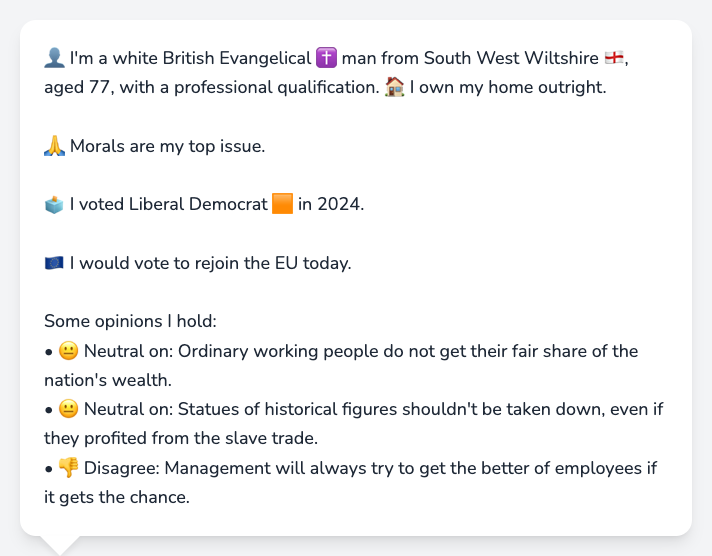 👤 I'm a white British Evangelical ✝️ man from South West Wiltshire 🏴󠁧󠁢󠁥󠁮󠁧󠁿,
aged 77, with a professional qualification. 🏠 I own my home outright.
🙏 Morals are my top issue.
🗳️ I voted Liberal Democrat 🟧 in 2024.
🇪🇺 I would vote to rejoin the EU today.
Some opinions I hold:
• 😐 Neutral on: Ordinary working people do not get their fair share of the
nation's wealth.
• 😐 Neutral on: Statues of historical figures shouldn't be taken down, even if
they profited from the slave trade.
• 👎 Disagree: Management will always try to get the better of employees if
it gets the chance.